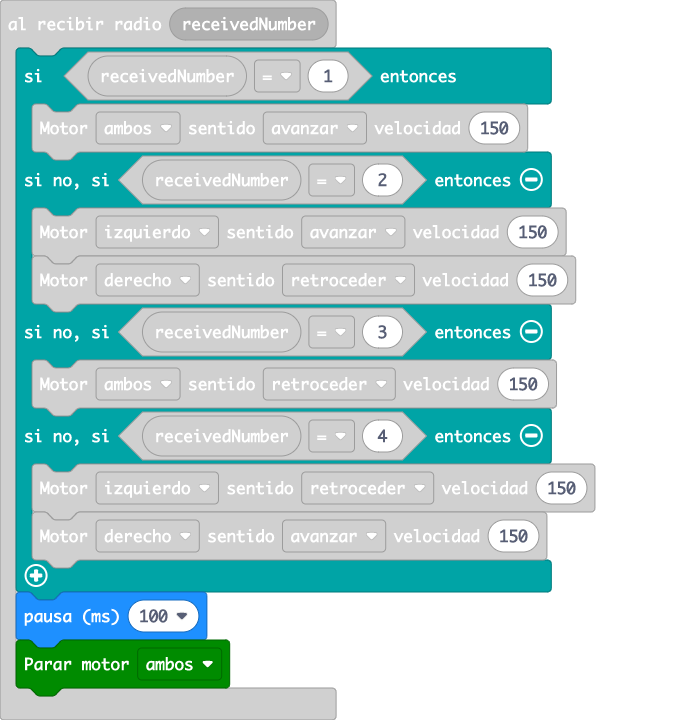 al recibir radio receivedNumber
si receivedNumber = 1 entonces
Motor ambos sentido avanzar velocidad 150
si no, si receivedNumber = 2 entonces
Motor izquierdo sentido avanzar velocidad 150
Motor derecho sentido retroceder velocidad 150
si no, si receivedNumber = 3 entonces
Motor ambos sentido retroceder velocidad 150
si no, si receivedNumber = 4 entonces
Motor izquierdo sentido retroceder velocidad 150
Motor derecho sentido avanzar velocidad 150
pausa (ms) 100
Parar motor ambos